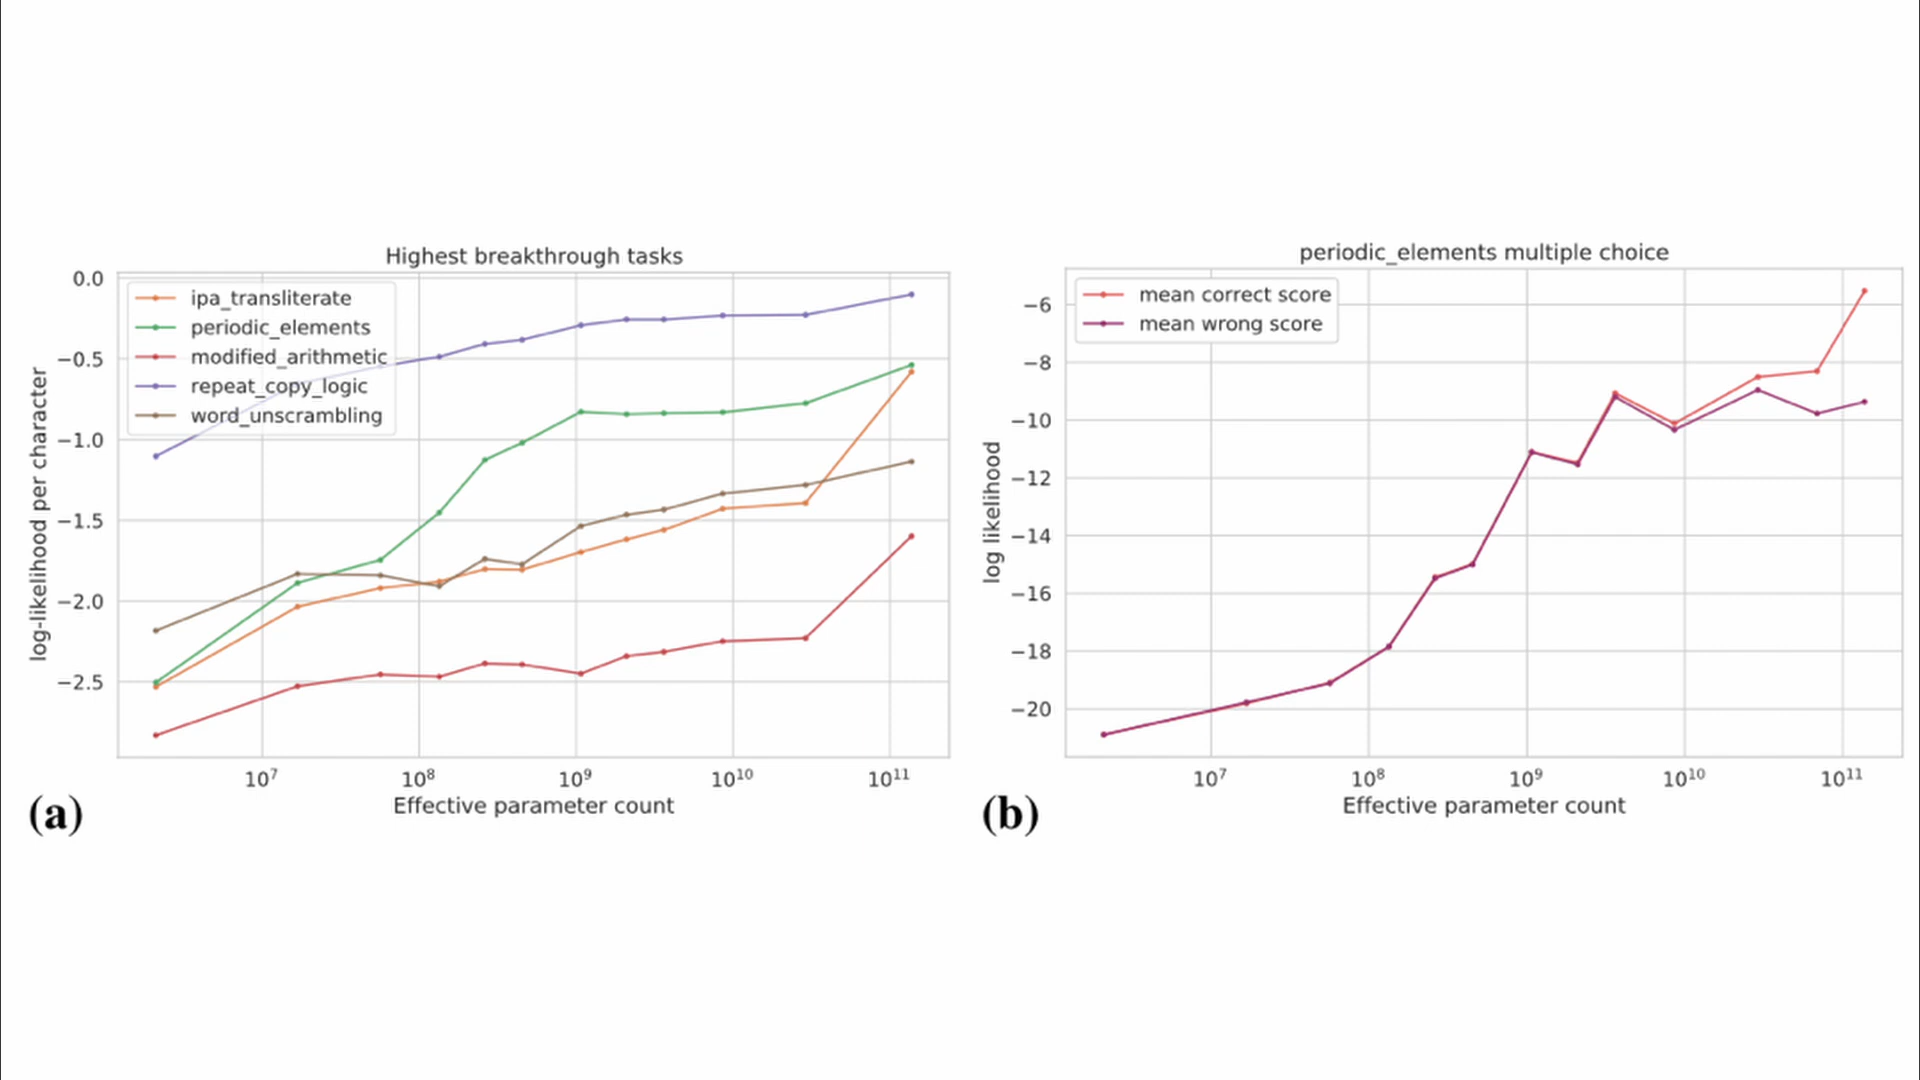 Highest breakthrough tasks
0.0
−0.5
−1.0
−1.5
−2.0
−2.5
log-likelihood per character
ipa_transliterate
periodic_elements
modified_arithmetic
repeat_copy_logic
word_unscrambling
10⁷ 10⁸ 10⁹ 10¹⁰ 10¹¹
Effective parameter count
(a)
periodic_elements multiple choice
−6
−8
−10
−12
−14
−16
−18
−20
log likelihood
mean correct score
mean wrong score
10⁷ 10⁸ 10⁹ 10¹⁰ 10¹¹
Effective parameter count
(b)